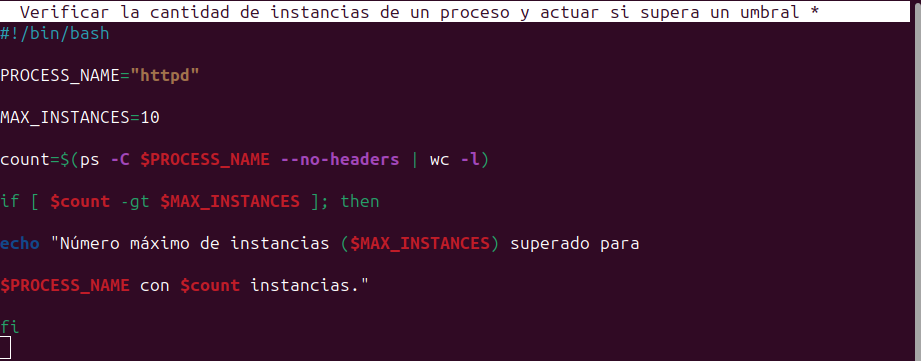 Verificar la cantidad de instancias de un proceso y actuar si supera un umbral *
#!/bin/bash
PROCESS_NAME="httpd"
MAX_INSTANCES=10
count=$(ps -C $PROCESS_NAME --no-headers | wc -l)
if [ $count -gt $MAX_INSTANCES ]; then
echo "Número máximo de instancias ($MAX_INSTANCES) superado para
$PROCESS_NAME con $count instancias."
fi